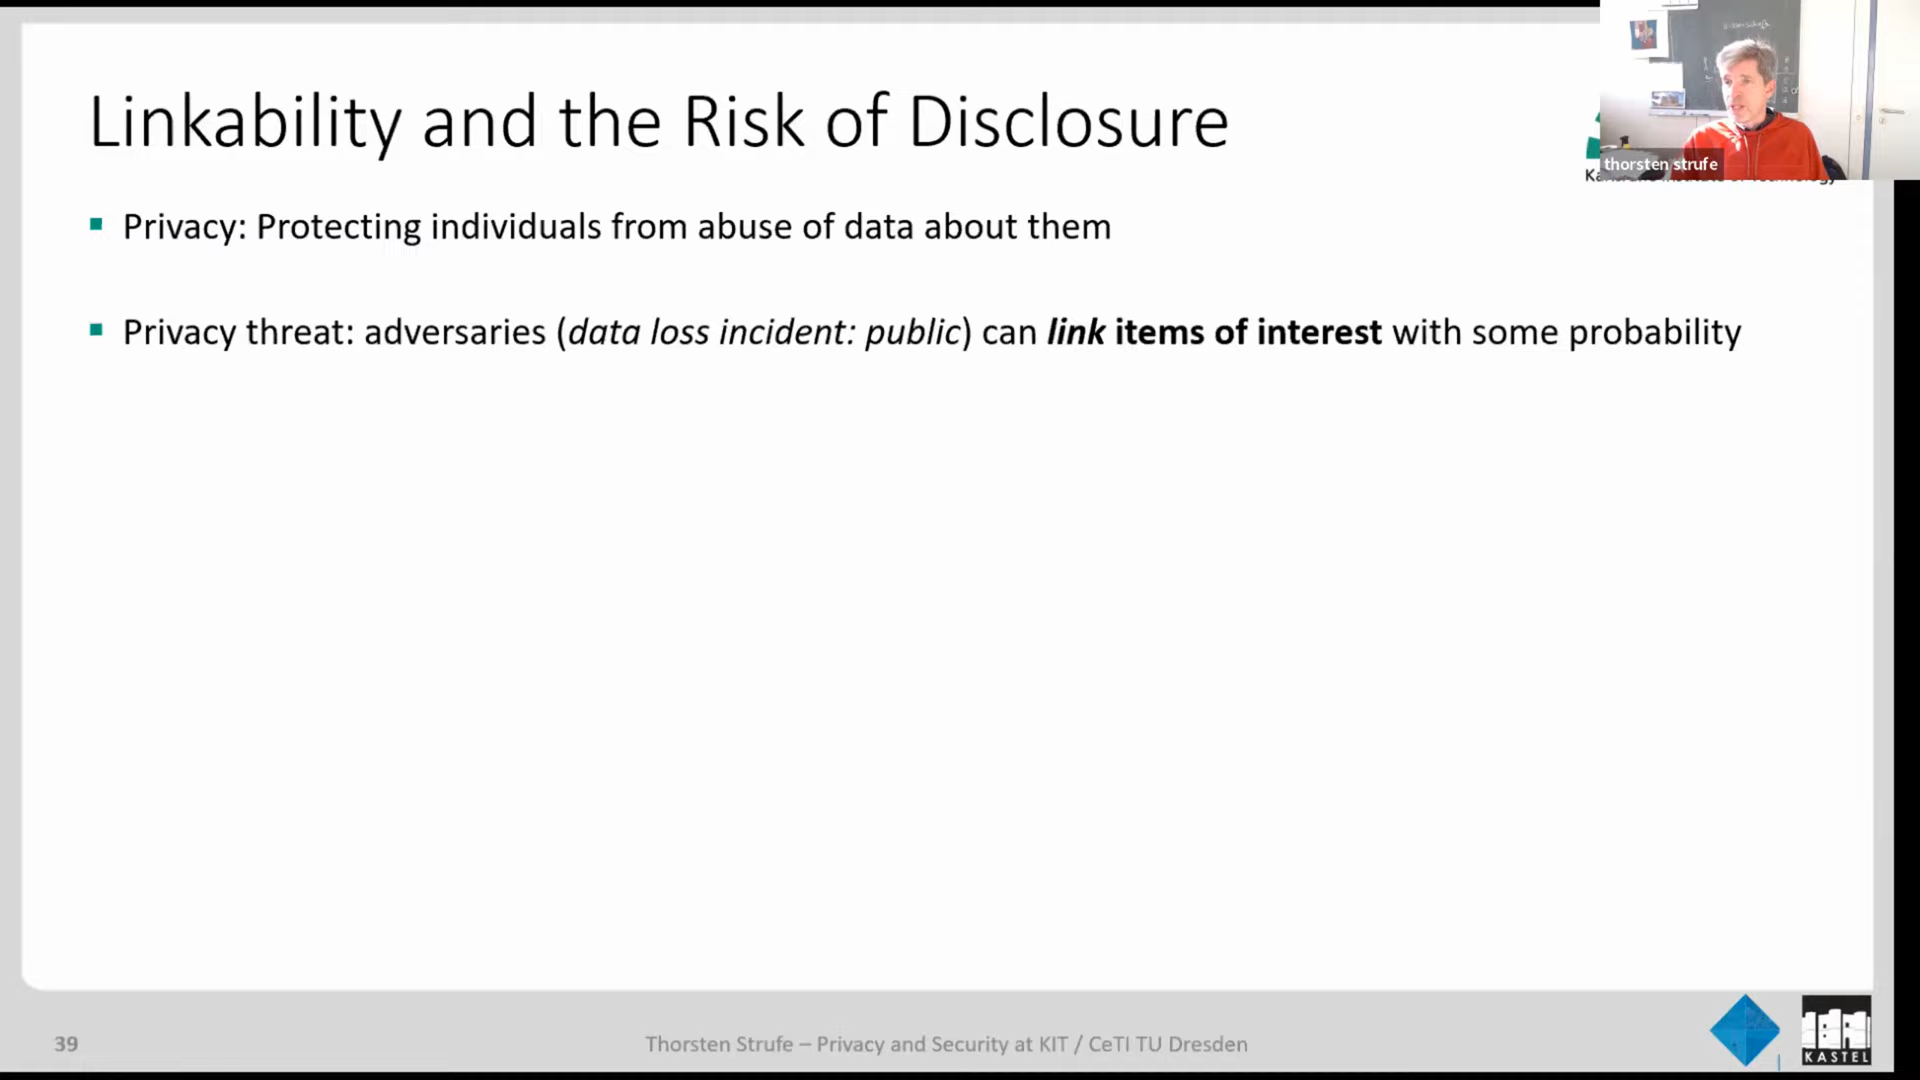 Linkability and the Risk of Disclosure
thorsten strufe
Privacy: Protecting individuals from abuse of data about them
Privacy threat: adversaries (data loss incident: public) can link items of interest with some probability
39
Thorsten Strufe – Privacy and Security at KIT / CeTI TU Dresden
KASTEL